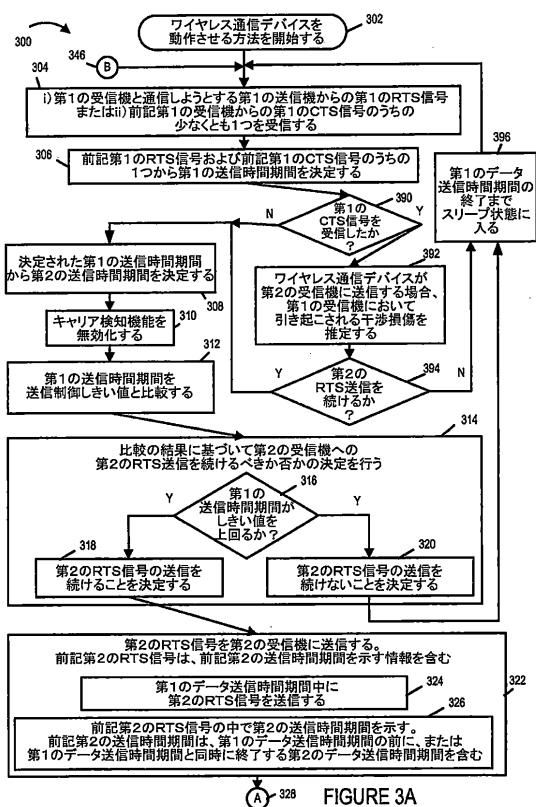 300
ワイヤレス通信デバイスを
動作させる方法を開始する
302
346
B
304
i)第1の受信機と通信しようとする第1の送信機からの第1のRTS信号
またはii)前記第1の受信機からの第1のCTS信号のうちの
少なくとも1つを受信する
306
前記第1のRTS信号および前記第1のCTS信号のうちの
1つから第1の送信時間期間を決定する
396
第1のデータ
送信時間期間の
終了まで
スリープ状態に
入る
390
第1の
CTS信号を
受信したか
?
N
Y
決定された第1の送信時間期間
から第2の送信時間期間を決定する
308
392
ワイヤレス通信デバイスが
第2の受信機に送信する場合、
第1の受信機において
引き起こされる干渉損傷を
推定する
310
キャリア検知機能を
無効化する
312
第1の送信時間期間を
送信制御しきい値と比較する
394
第2の
RTS送信を
続けるか
?
Y
N
314
比較の結果に基づいて第2の受信機への
第2のRTS送信を続けるべきか否かの決定を行う
316
第1の
送信時間期間が
しきい値を
上回るか?
Y
Y
318
第2のRTS信号の送信を
続けることを決定する
320
第2のRTS信号の送信を
続けないことを決定する
322
第2のRTS信号を第2の受信機に送信する。
前記第2のRTS信号は、前記第2の送信時間期間を示す情報を含む
324
第1のデータ送信時間期間中に
第2のRTS信号を送信する
326
前記第2のRTS信号の中で第2の送信時間期間を示す。
前記第2の送信時間期間は、第1のデータ送信時間期間の前に、または
第1のデータ送信時間期間と同時に終了する第2のデータ送信時間期間を含む
A
328
FIGURE 3A